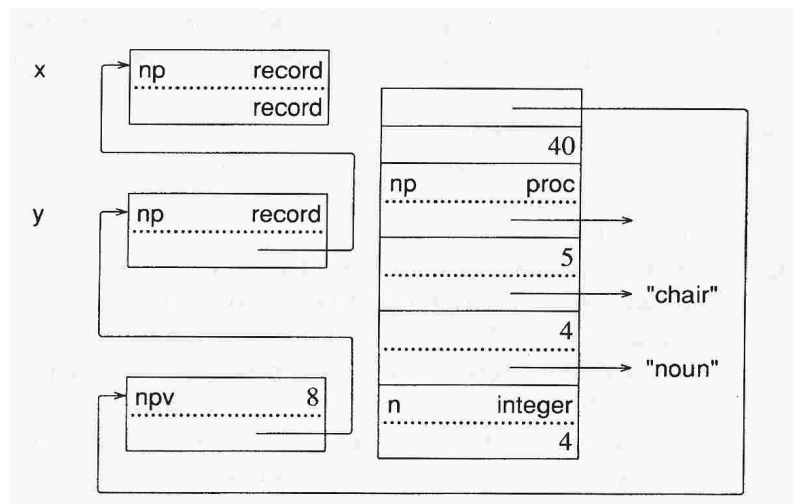 x
np record
record
y
np record
npv 8
40
np proc
5
"chair"
4
"noun"
n integer
4